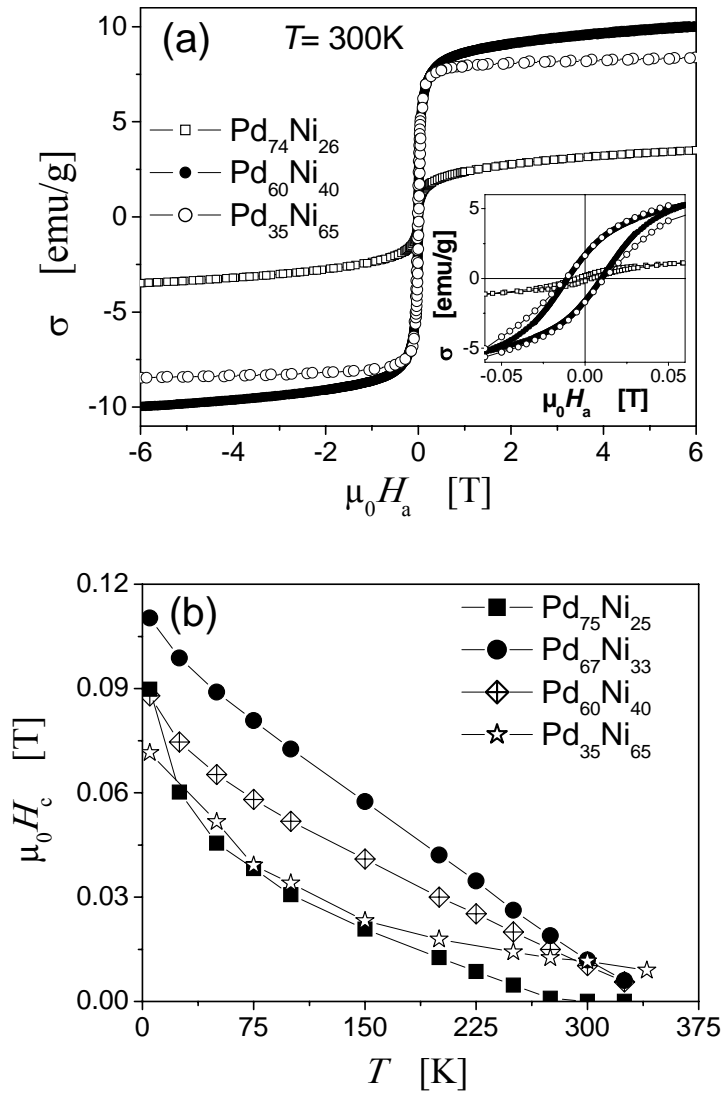 (a)
T= 300K
Pd₇₄Ni₂₆
Pd₆₀Ni₄₀
Pd₃₅Ni₆₅
σ [emu/g]
10
5
0
-5
-10
-6 -4 -2 0 2 4 6
μ₀Hₐ [T]
σ [emu/g]
5
0
-5
-0.05 0.00 0.05
μ₀Hₐ [T]
(b)
Pd₇₅Ni₂₅
Pd₆₇Ni₃₃
Pd₆₀Ni₄₀
Pd₃₅Ni₆₅
μ₀H_c [T]
0.12
0.09
0.06
0.03
0.00
0 75 150 225 300 375
T [K]